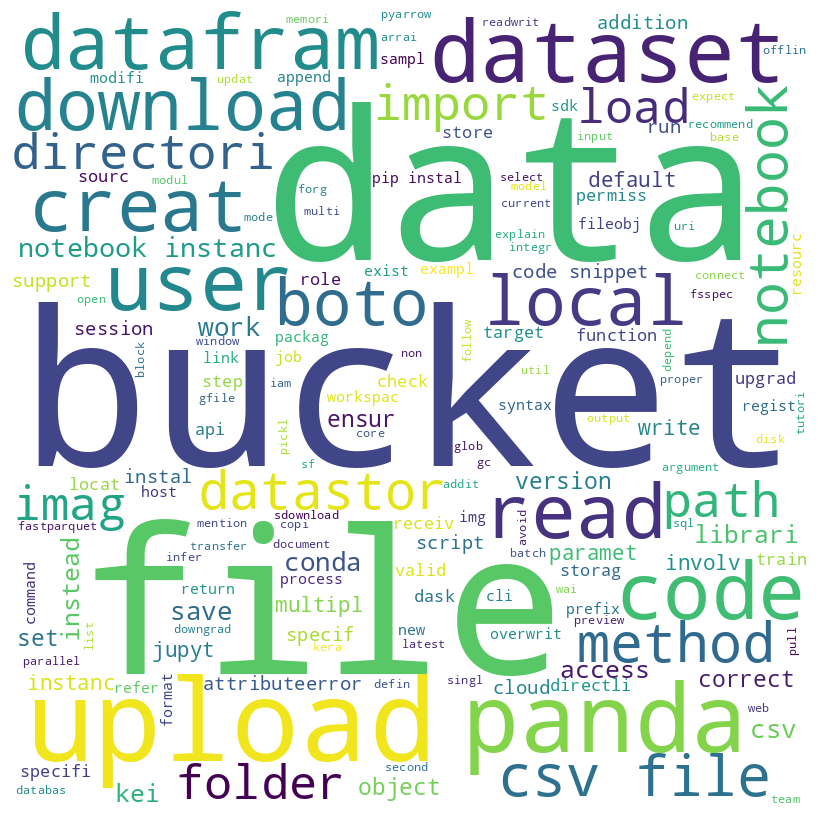 memori
pyarrow
readwrit
addition
datafram
arrai
dataset
offlin
sampl
modifi
updat
append
download
import
sdk
load
expect
store
run
recommend
input
base
directori
data
notebook
sourc
modul
pip instal
select
default
forg
model
permiss
creat
mode
multi
current
fileobj
uri
notebook instanc
explain
integr
support
user
role
exist
exampl
code snippet
connect
resourc
open
boto
local
fsspec
session
work
packag
target
function
window
block
link
job
non
follow
depend
upgrad
step
iam
workspac
check
util
proper
gfile
bucket
ensur
syntax
output
regist
tutori
api
core
write
pickl
glob
disk
sf
gc
locat
instal
datastor
addit
version
argument
read
imag
host
path
fastparquet
mention
sdownload
copi
receiv
img
avoid
sql
librari
infer
transfer
document
script
batch
paramet
command
instead
conda
valid
involv
train
file
return
process
dask
cli
storag
wai
code
save
multipl
prefix
set
list
downgrad
new
overwrit
preview
pull
jupyt
specif
kera
latest
method
parallel
access
instanc
refer
format
attributeerror
defin
singl
cloud
directli
correct
upload
panda
web
csv
specifi
folder
second
csv file
databas
kei
object
team